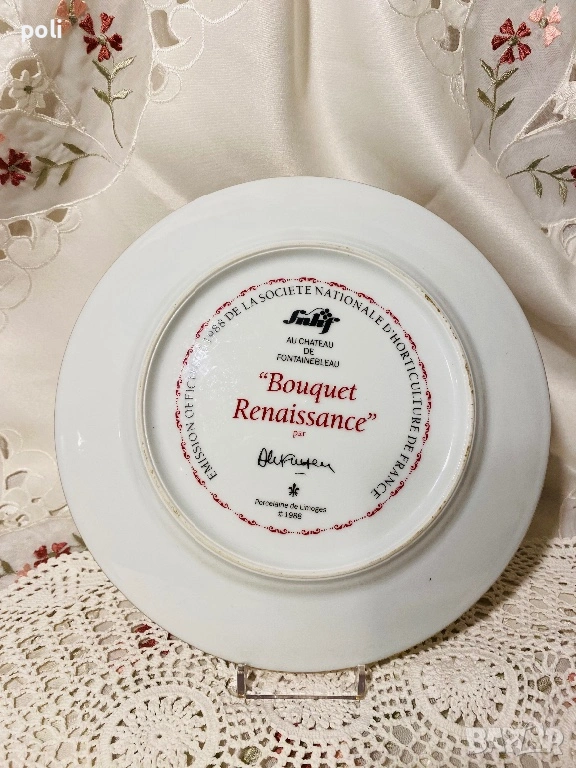 poli
EMISSION OFFICIELLE 1988 DE LA SOCIETE NATIONALE D'HORTICULTURE DE FRANCE
Snhf
AU CHATEAU
DE
FONTAINEBLEAU
“Bouquet
Renaissance”
par
Porcelaine de Limoges
© 1988
BAZAR